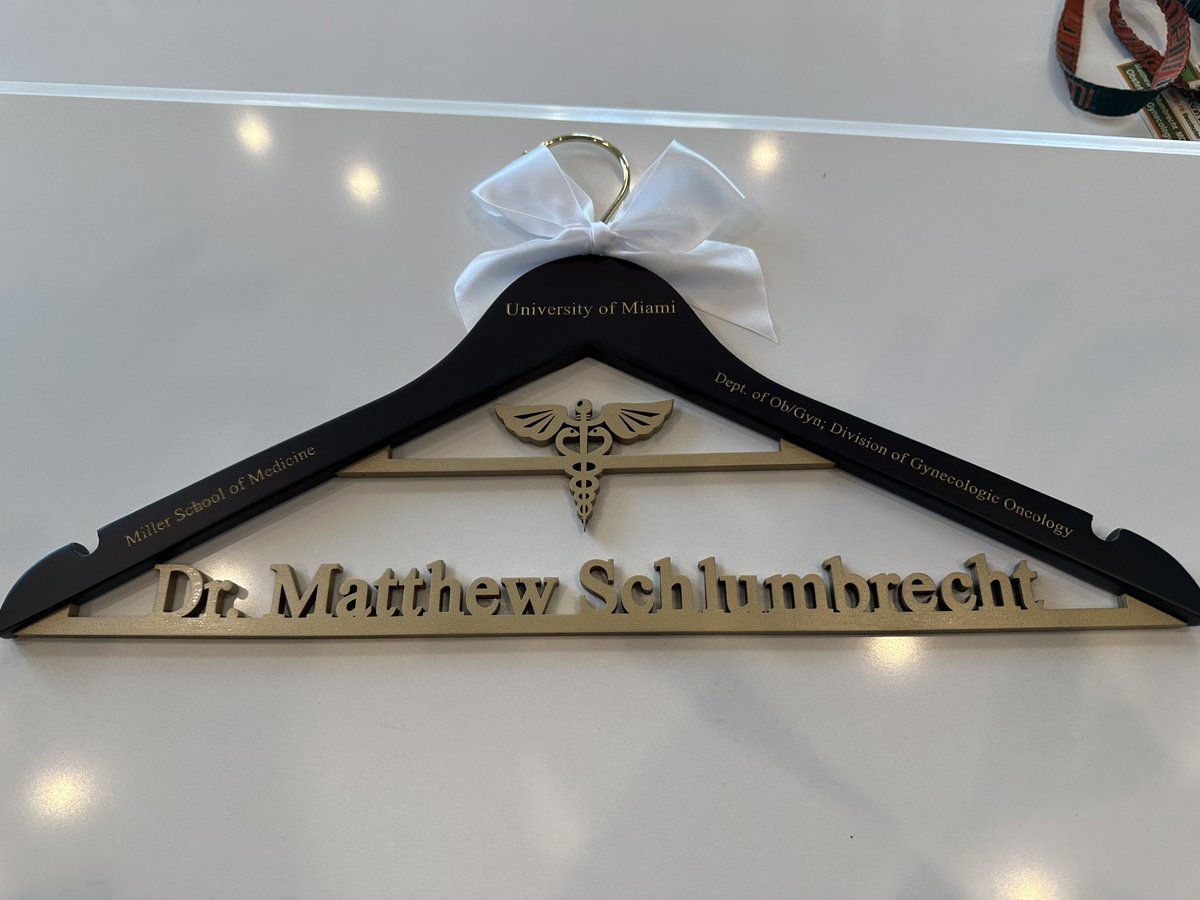 University of Miami
Miller School of Medicine
Dept. of Ob/Gyn; Division of Gynecologic Oncology
Dr. Matthew Schlumbrecht